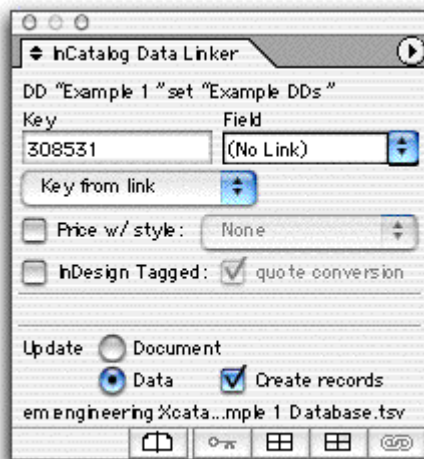 InCatalog Data Linker
DD "Example 1 "set "Example DDs "
Key Field
308531 (No Link)
Key from link
Price w/ style: None
InDesign Tagged: quote conversion
Update Document
Data Create records
em engineering Xcata...mple 1 Database.tsv